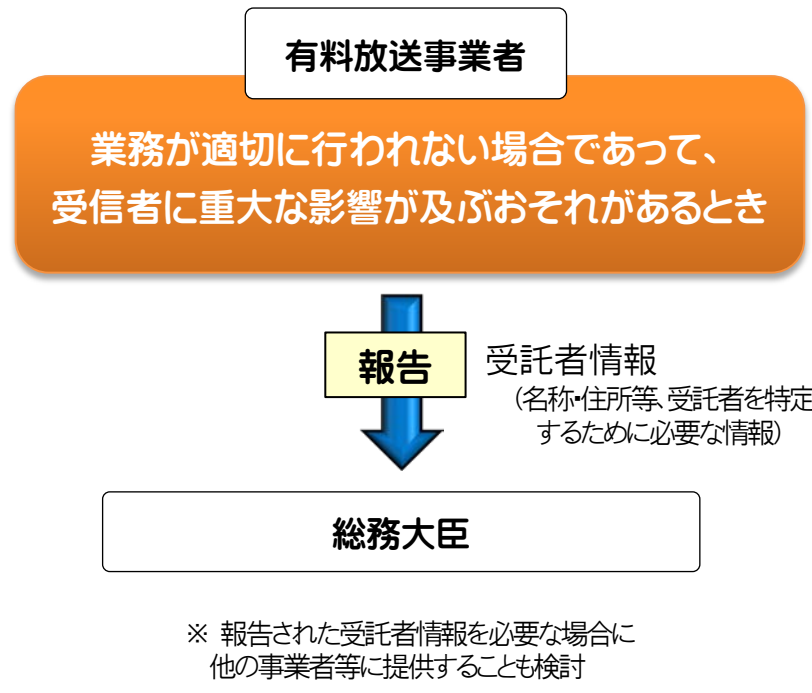 有料放送事業者
業務が適切に行われない場合であって、
受信者に重大な影響が及ぶおそれがあるとき
報告
受託者情報
（名称・住所等、受託者を特定
するために必要な情報）
総務大臣
※ 報告された受託者情報を必要な場合に
他の事業者等に提供することも検討